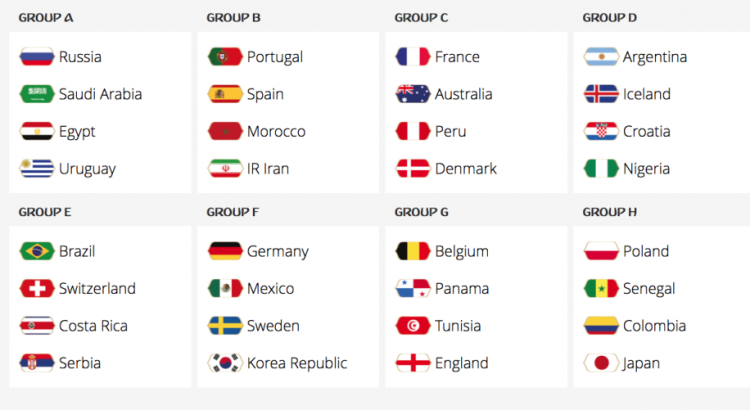 GROUP A
Russia
Saudi Arabia
Egypt
Uruguay
GROUP B
Portugal
Spain
Morocco
IR Iran
GROUP C
France
Australia
Peru
Denmark
GROUP D
Argentina
Iceland
Croatia
Nigeria
GROUP E
Brazil
Switzerland
Costa Rica
Serbia
GROUP F
Germany
Mexico
Sweden
Korea Republic
GROUP G
Belgium
Panama
Tunisia
England
GROUP H
Poland
Senegal
Colombia
Japan